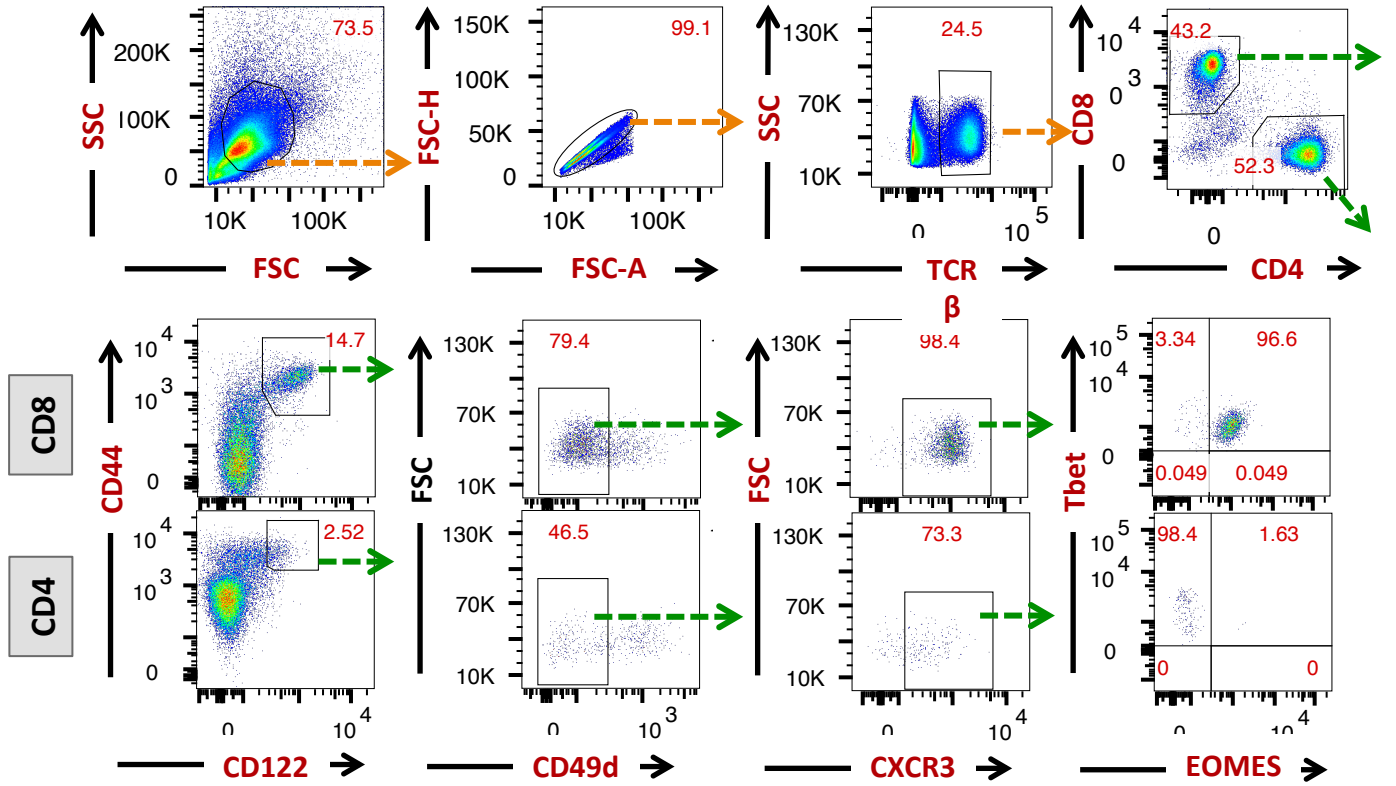 SSC
200K
100K
0
73.5
10K 100K
FSC
FSC-H
150K
100K
50K
0
99.1
10K 100K
FSC-A
SSC
130K
70K
10K
24.5
0 10 5
TCR
β
CD8
10 4
3
0
0
43.2
52.3
0
CD4
CD8
CD44
10 4
10 3
0
14.7
FSC
130K
70K
10K
79.4
FSC
130K
70K
10K
98.4
Tbet
10 5
10 4
0
3.34 96.6
0.049 0.049
CD4
10 4
10 3
0
2.52
0 10 4
CD122
130K
70K
10K
46.5
0 10 3
CD49d
130K
70K
10K
73.3
0 10 4
CXCR3
10 5
10 4
0
98.4 1.63
0 0
0 10 4
EOMES